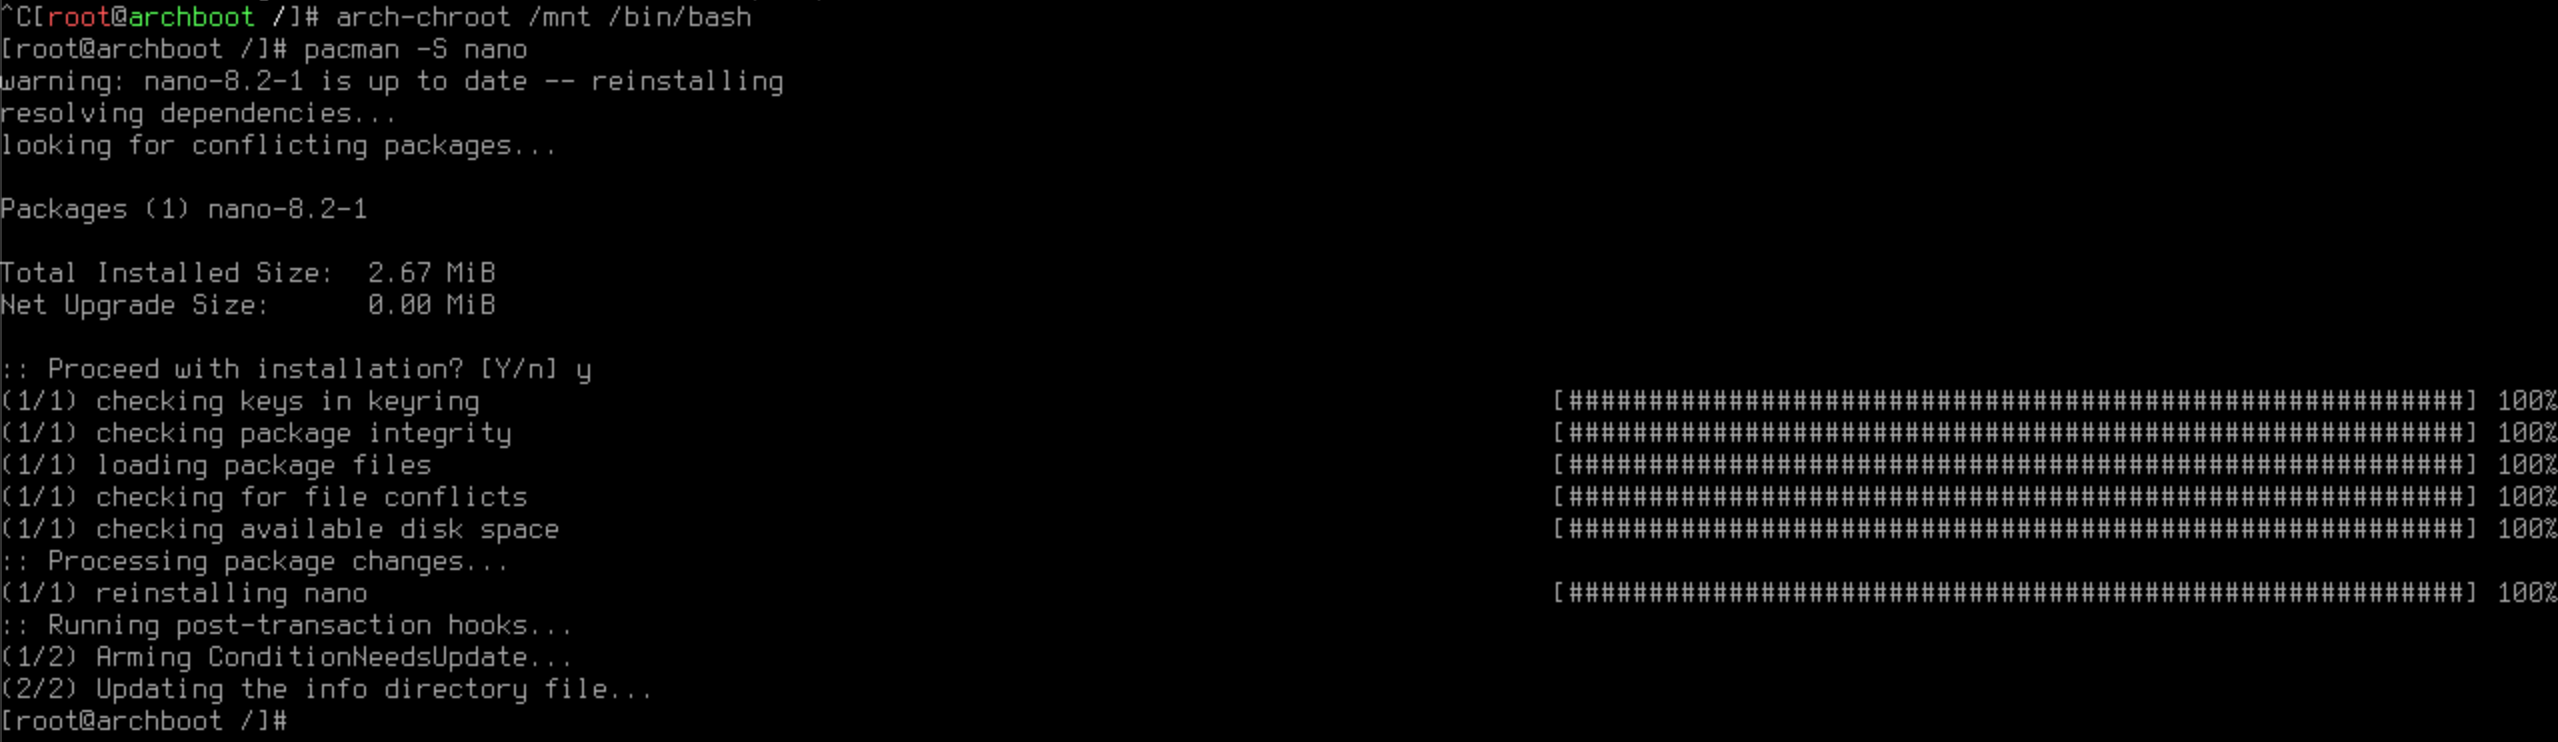 ^C[root@archboot /]# arch-chroot /mnt /bin/bash
[root@archboot /]# pacman -S nano
warning: nano-8.2-1 is up to date -- reinstalling
resolving dependencies...
looking for conflicting packages...
Packages (1) nano-8.2-1
Total Installed Size:  2.67 MiB
Net Upgrade Size:      0.00 MiB
:: Proceed with installation? [Y/n] y
(1/1) checking keys in keyring [########################################################] 100%
(1/1) checking package integrity [########################################################] 100%
(1/1) loading package files [########################################################] 100%
(1/1) checking for file conflicts [########################################################] 100%
(1/1) checking available disk space [########################################################] 100%
:: Processing package changes...
(1/1) reinstalling nano [########################################################] 100%
:: Running post-transaction hooks...
(1/2) Arming ConditionNeedsUpdate...
(2/2) Updating the info directory file...
[root@archboot /]#